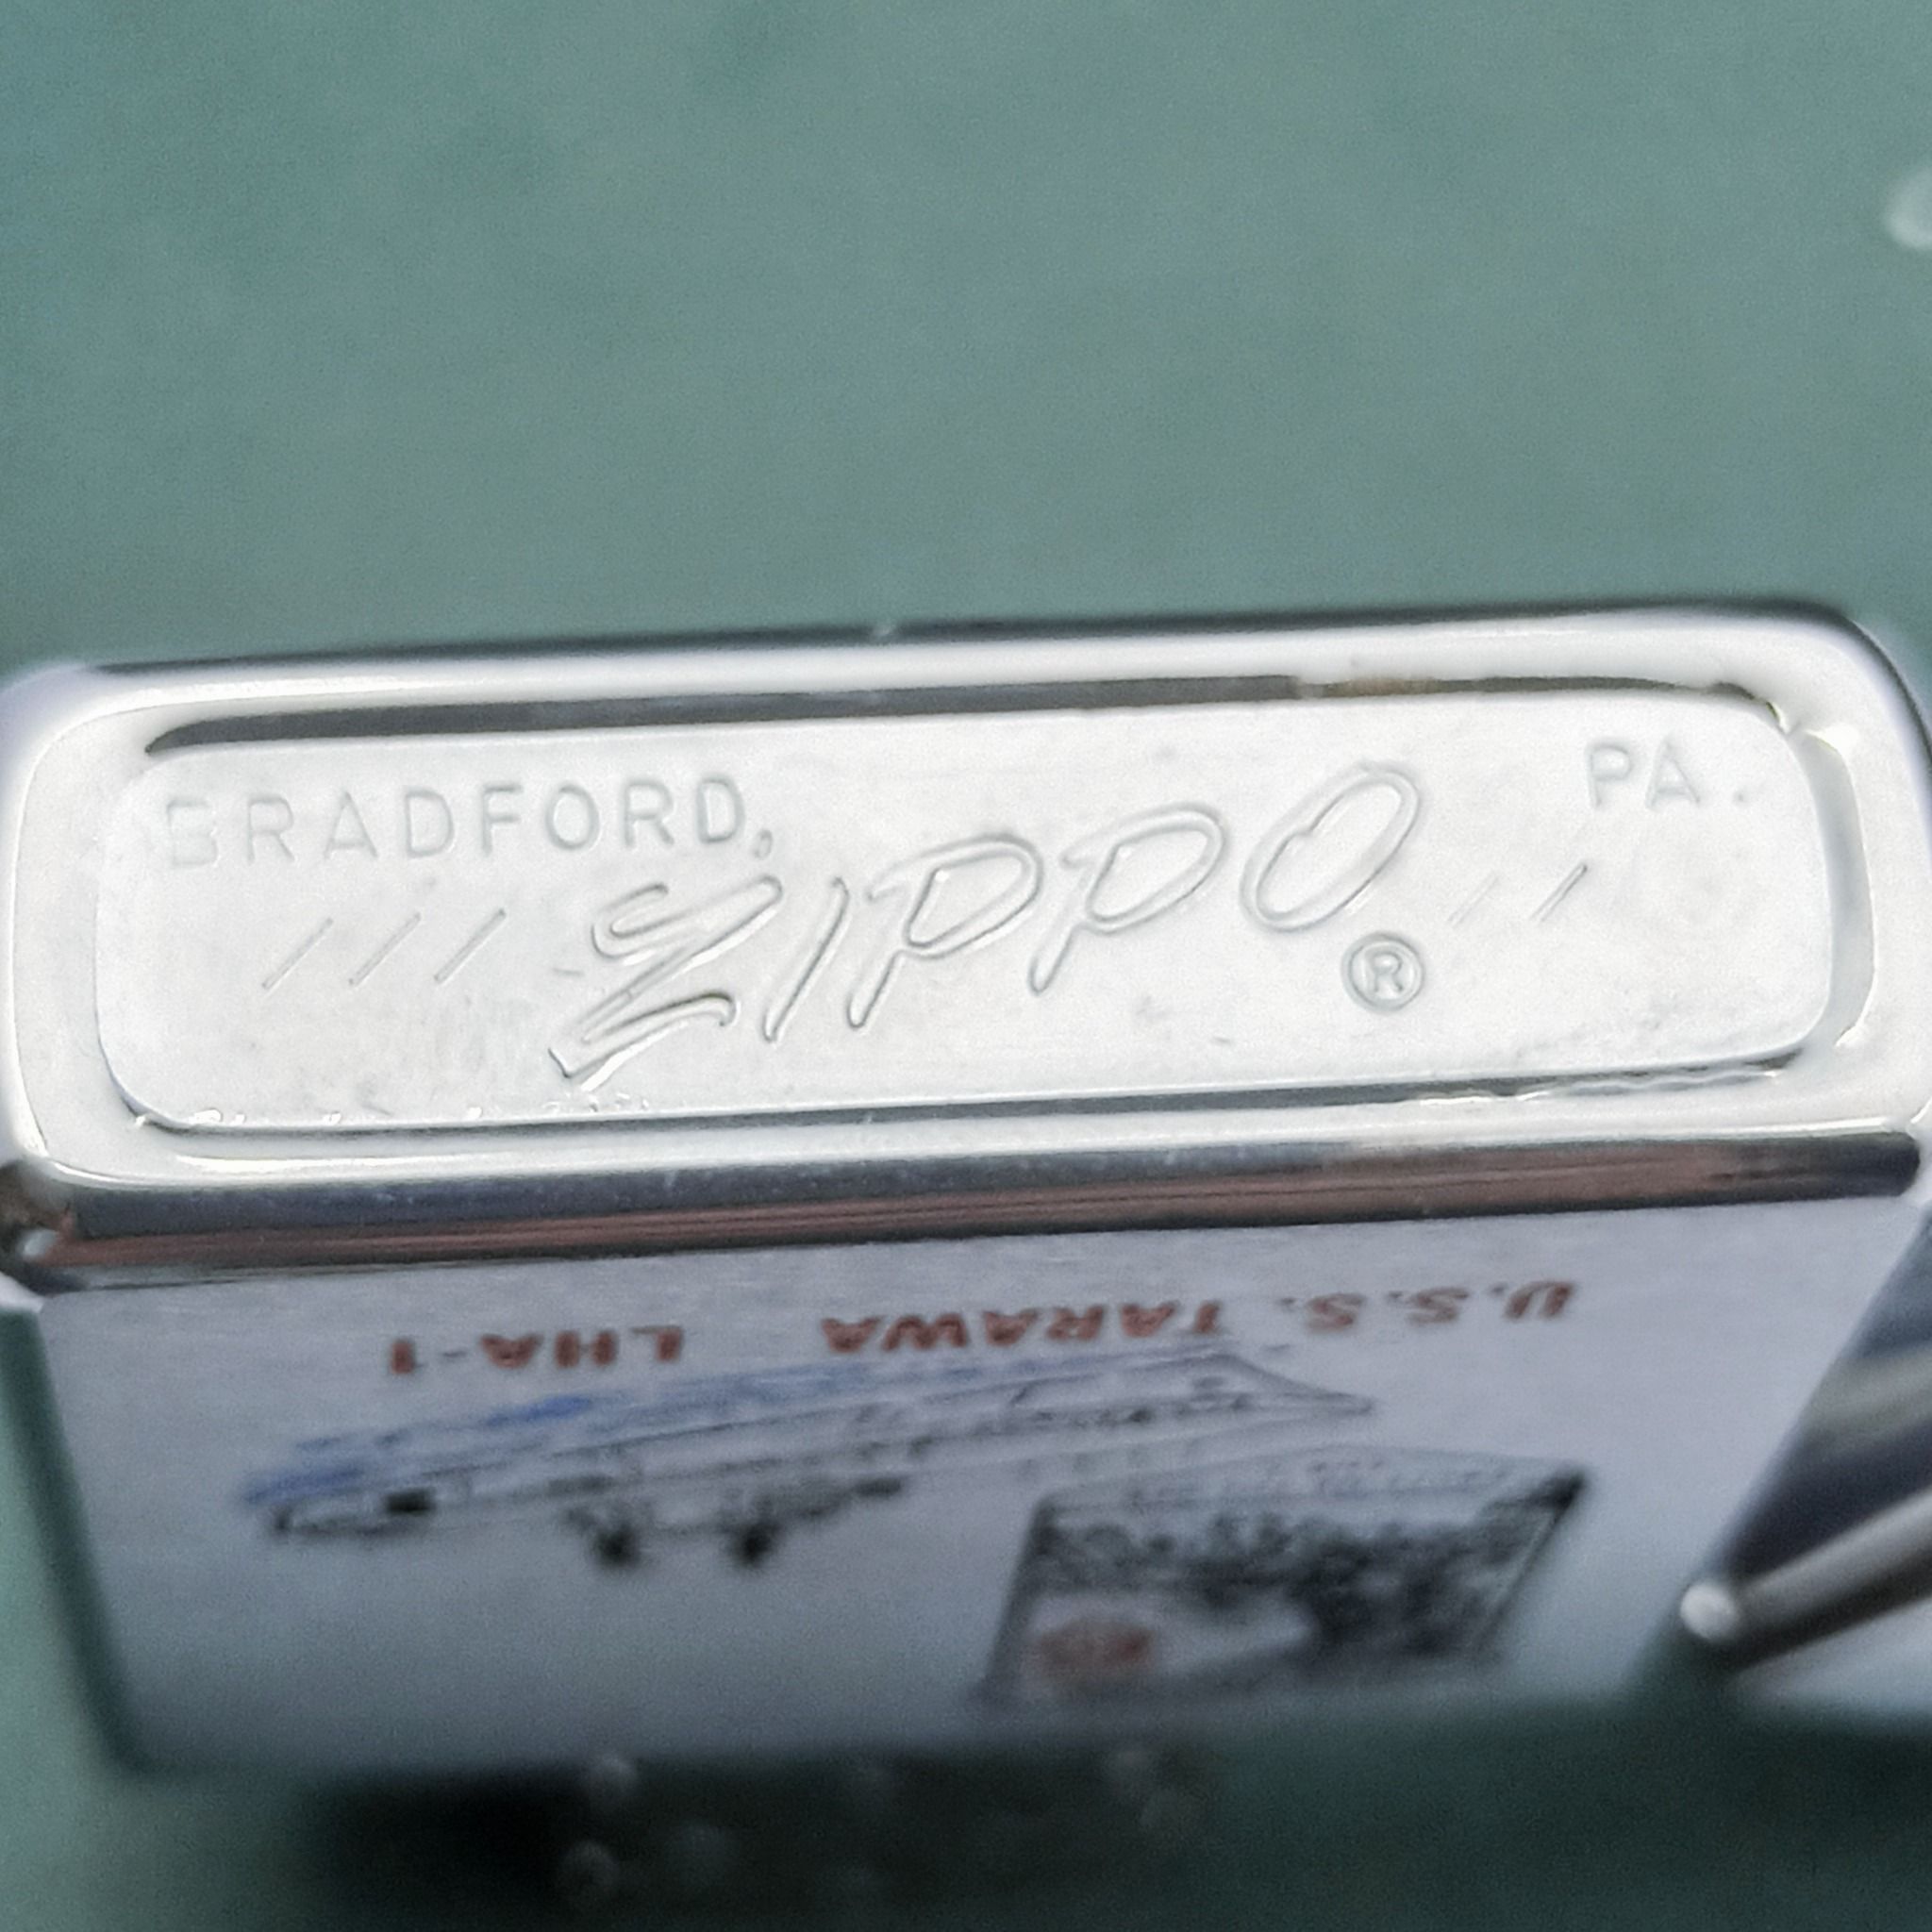 BRADFORD, PA.
/// ZIPPO ® //
U.S.S. TARAWA LHA-1